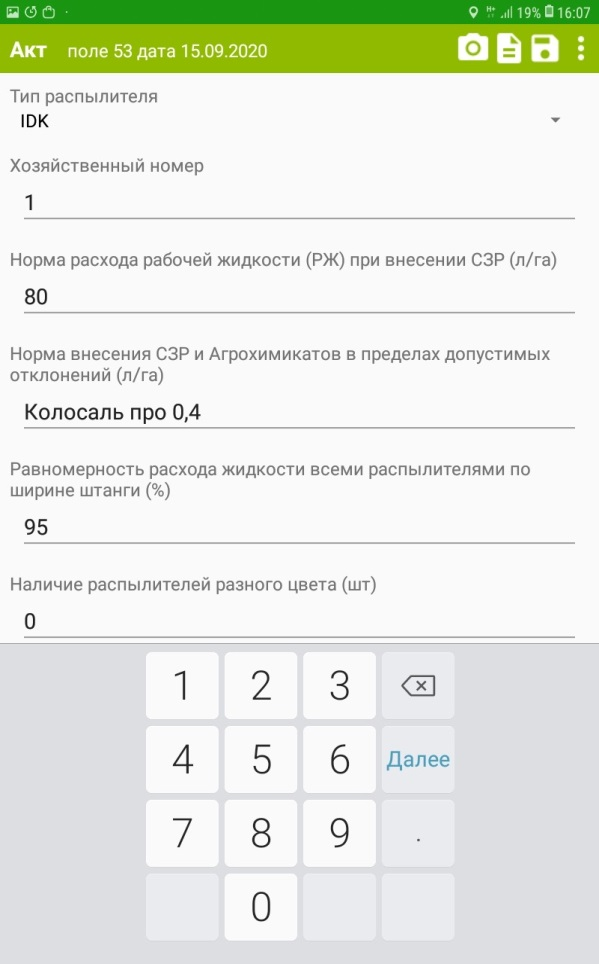 19% 16:07
Акт поле 53 дата 15.09.2020
Тип распылителя
IDK
Хозяйственный номер
1
Норма расхода рабочей жидкости (РЖ) при внесении СЗР (л/га)
80
Норма внесения СЗР и Агрохимикатов в пределах допустимых
отклонений (л/га)
Колосаль про 0,4
Равномерность расхода жидкости всеми распылителями по
ширине штанги (%)
95
Наличие распылителей разного цвета (шт)
0
1 2 3
4 5 6 Далее
7 8 9 .
0